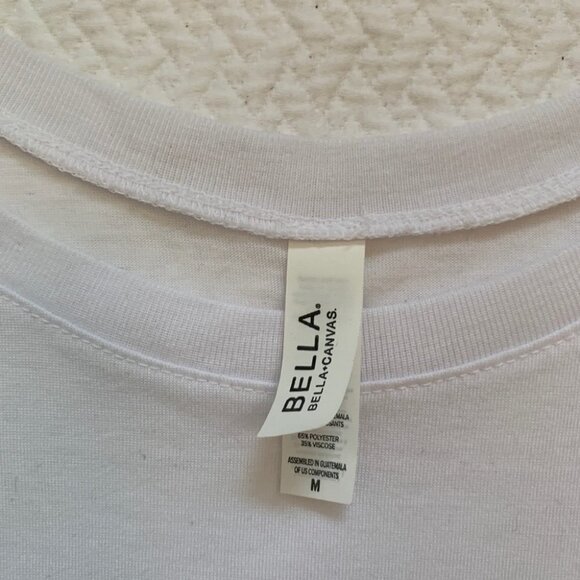 BELLA.
BELLA+CANVAS.
65% POLYESTER
35% VISCOSE
ASSEMBLED IN GUATEMALA
OF US COMPONENTS
M